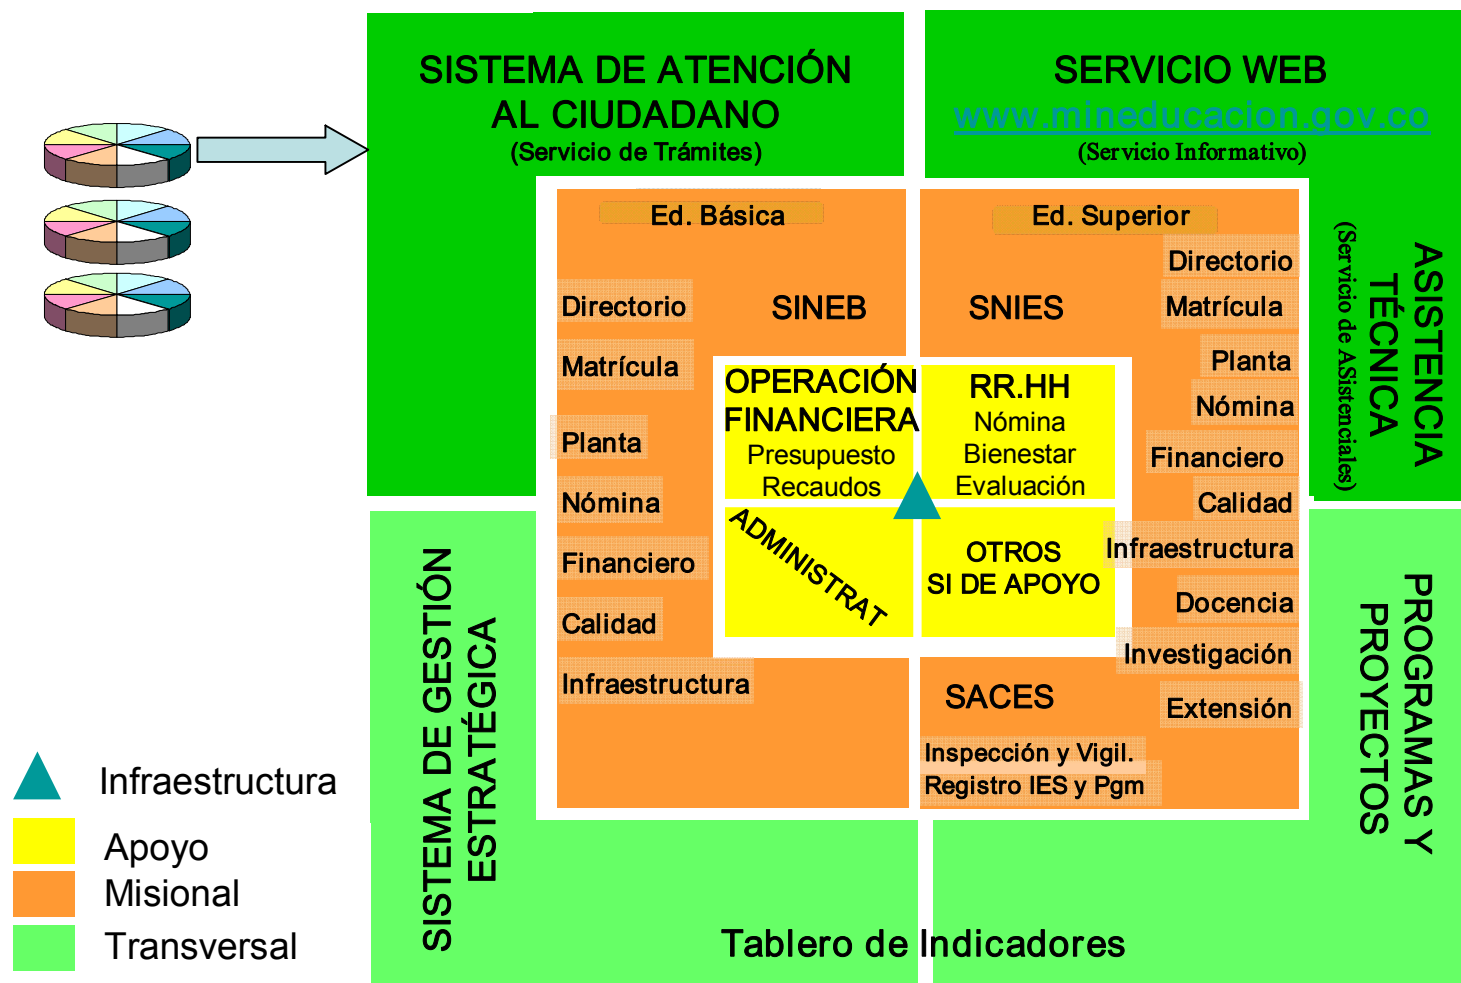 SISTEMA DE ATENCIÓN
AL CIUDADANO
(Servicio de Trámites)
SERVICIO WEB
www.mineducacion.gov.co
(Servicio Informativo)
ASISTENCIA
TÉCNICA
(Servicio de ASistenciales)
Ed. Básica
SINEB
Directorio
Matrícula
Planta
Nómina
Financiero
Calidad
Infraestructura
Ed. Superior
SNIES
Directorio
Matrícula
Planta
Nómina
Financiero
Calidad
Infraestructura
Docencia
Investigación
Extensión
OPERACIÓN
FINANCIERA
Presupuesto
Recaudos
RR.HH
Nómina
Bienestar
Evaluación
ADMINISTRAT
OTROS
SI DE APOYO
SACES
Inspección y Vigil.
Registro IES y Pgm
SISTEMA DE GESTIÓN
ESTRATÉGICA
PROGRAMAS Y
PROYECTOS
Tablero de Indicadores
Infraestructura
Apoyo
Misional
Transversal